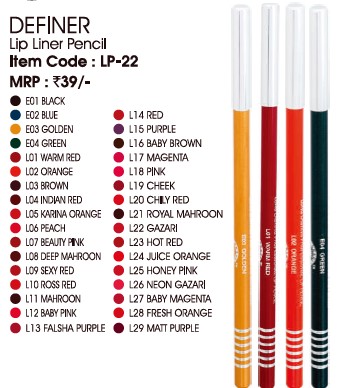 DEFINER
Lip Liner Pencil
Item Code : LP-22
MRP : ₹39/-
E01 BLACK
E02 BLUE
E03 GOLDEN
E04 GREEN
L01 WARM RED
L02 ORANGE
L03 BROWN
L04 INDIAN RED
L05 KARINA ORANGE
L06 PEACH
L07 BEAUTY PINK
L08 DEEP MAHROON
L09 SEXY RED
L10 ROSS RED
L11 MAHROON
L12 BABY PINK
L13 FALSHA PURPLE
L14 RED
L15 PURPLE
L16 BABY BROWN
L17 MAGENTA
L18 PINK
L19 CHEEK
L20 CHILY RED
L21 ROYAL MAHROON
L22 GAZARI
L23 HOT RED
L24 JUICE ORANGE
L25 HONEY PINK
L26 NEON GAZARI
L27 BABY MAGENTA
L28 FRESH ORANGE
L29 MATT PURPLE
E03 GOLDEN
L01 WARM RED
L02 ORANGE
E04 GREEN